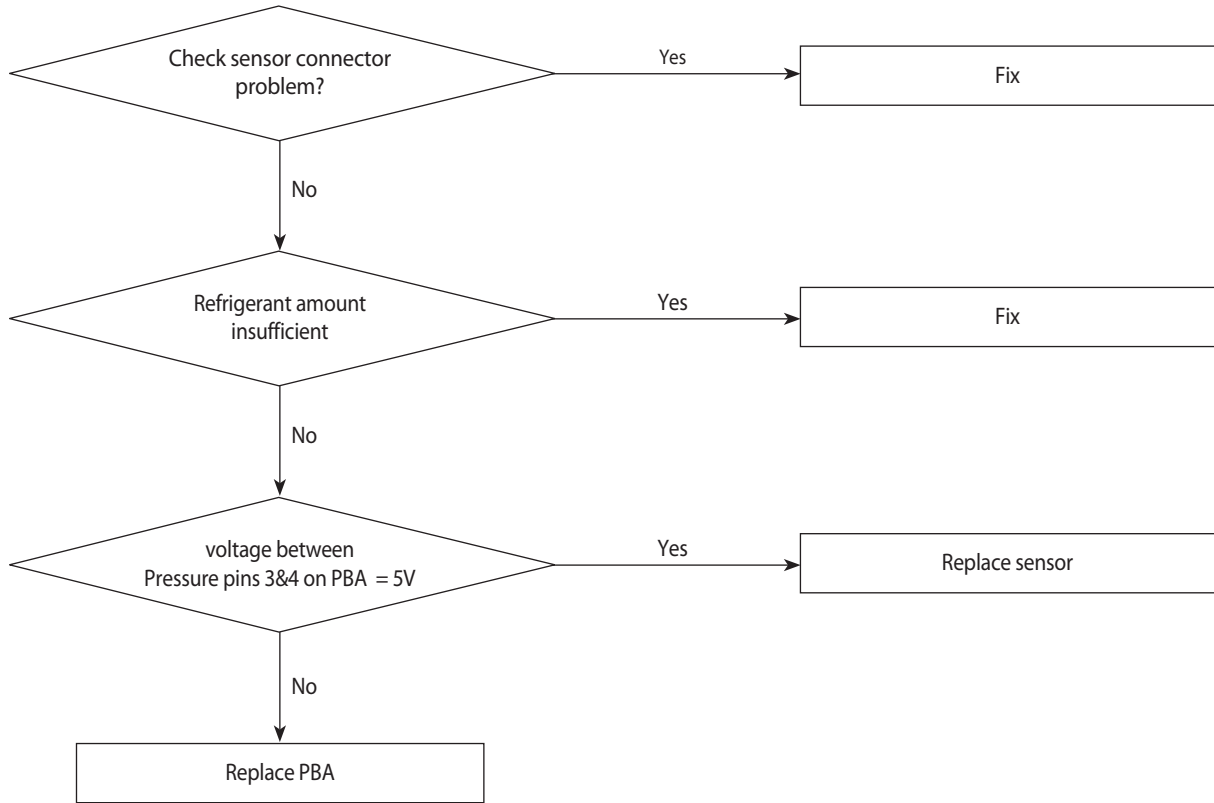 Check sensor connector
problem?
Yes
Fix
No
Refrigerant amount
insufficient
Yes
Fix
No
voltage between
Pressure pins 3&4 on PBA = 5V
Yes
Replace sensor
No
Replace PBA